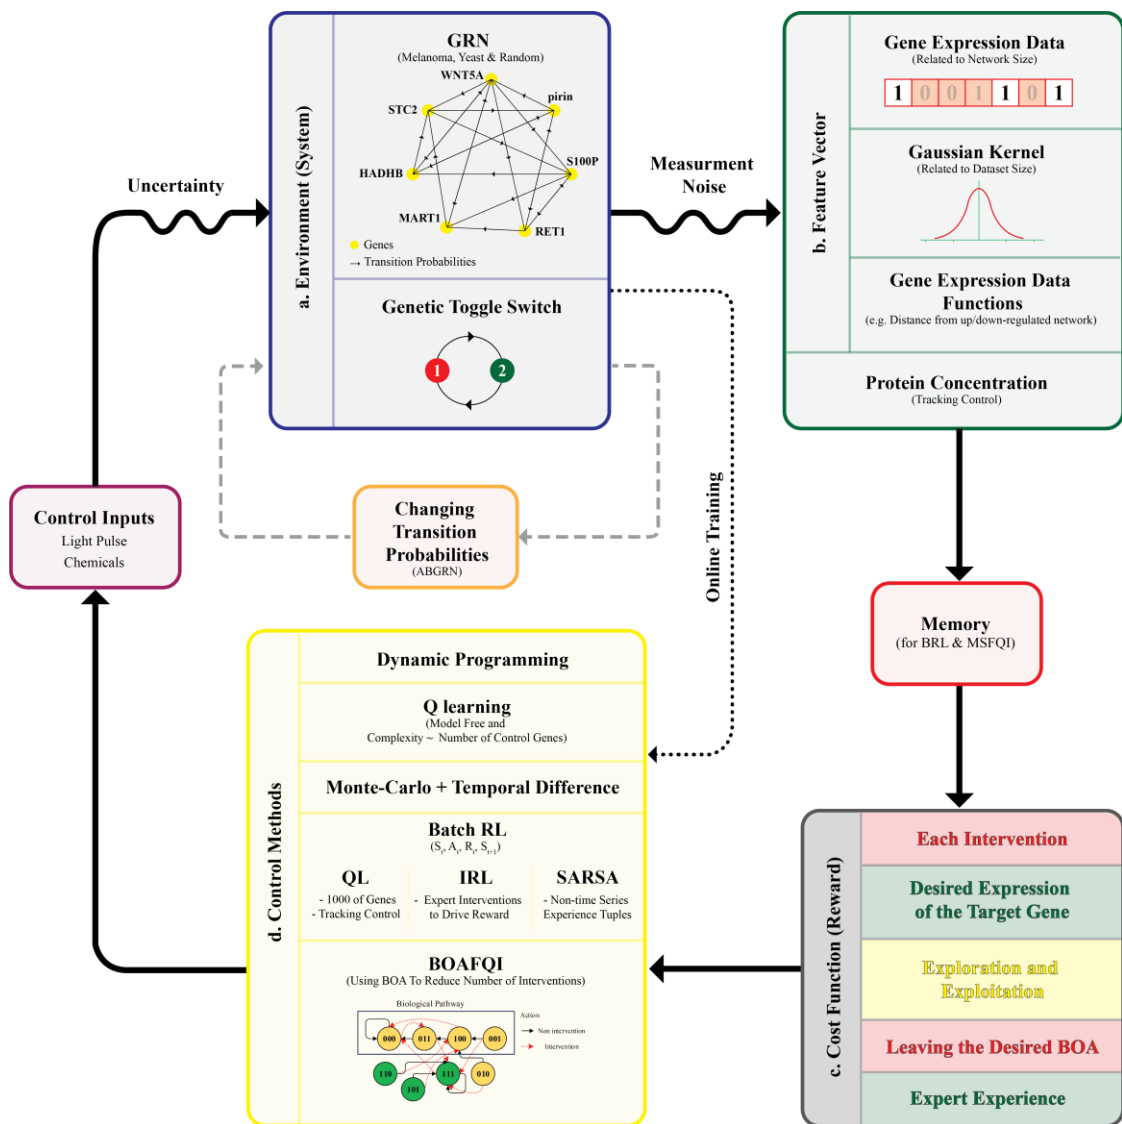 a. Environment (System)
GRN
(Melanoma, Yeast & Random)
WNT5A
pirin
STC2
S100P
HADHB
MART1
RET1
Genes
Transition Probabilities
Genetic Toggle Switch
1
2
Uncertainty
Measurment
Noise
b. Feature Vector
Gene Expression Data
(Related to Network Size)
1 0 0 1 1 0 1
Gaussian Kernel
(Related to Dataset Size)
Gene Expression Data
Functions
(e.g. Distance from up/down-regulated network)
Protein Concentration
(Tracking Control)
Control Inputs
Light Pulse
Chemicals
Changing
Transition
Probabilities
(ABGRN)
Online Training
Memory
(for BRL & MSFQI)
d. Control Methods
Dynamic Programming
Q learning
(Model Free and
Complexity ~ Number of Control Genes)
Monte-Carlo + Temporal Difference
Batch RL
(St, At, Rt, St+1)
QL
- 1000 of Genes
- Tracking Control
IRL
- Expert Interventions
to Drive Reward
SARSA
- Non-time Series
Experience Tuples
BOAFQI
(Using BOA To Reduce Number of Interventions)
Biological Pathway
Action
Non intervention
Intervention
000
011
100
001
110
101
111
010
c. Cost Function (Reward)
Each Intervention
Desired Expression
of the Target Gene
Exploration and
Exploitation
Leaving the Desired BOA
Expert Experience